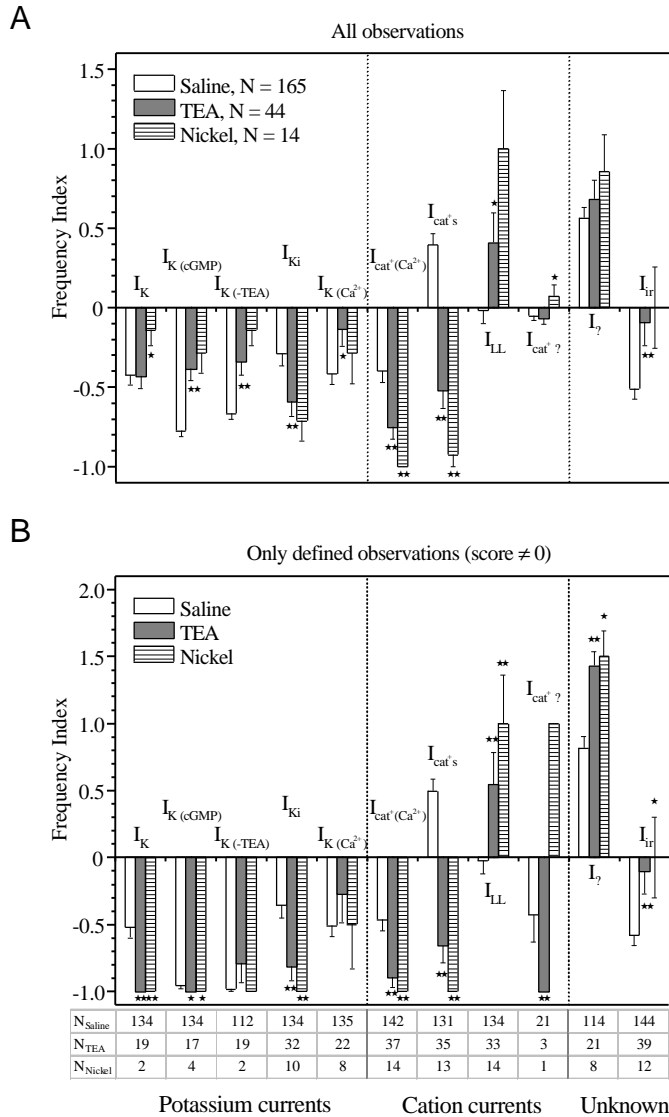 A
All observations
1.5
1.0
0.5
0
-0.5
-1.0
Frequency Index
Saline, N = 165
TEA, N = 44
Nickel, N = 14
I_K
I_K (cGMP)
I_K (-TEA)
I_Ki
I_K (Ca²⁺)
I_cat⁺(Ca²⁺)
I_cat⁺s
I_LL
I_cat⁺ ?
I_?
I_ir
B
Only defined observations (score ≠ 0)
2.0
1.5
1.0
0.5
0
-0.5
-1.0
Frequency Index
Saline
TEA
Nickel
I_K
I_K (cGMP)
I_K (-TEA)
I_Ki
I_K (Ca²⁺)
I_cat⁺(Ca²⁺)
I_cat⁺s
I_LL
I_cat⁺ ?
I_?
I_ir
N_Saline 134 134 112 134 135 142 131 134 21 114 144
N_TEA 19 17 19 32 22 37 35 33 3 21 39
N_Nickel 2 4 2 10 8 14 13 14 1 8 12
Potassium currents Cation currents Unknown